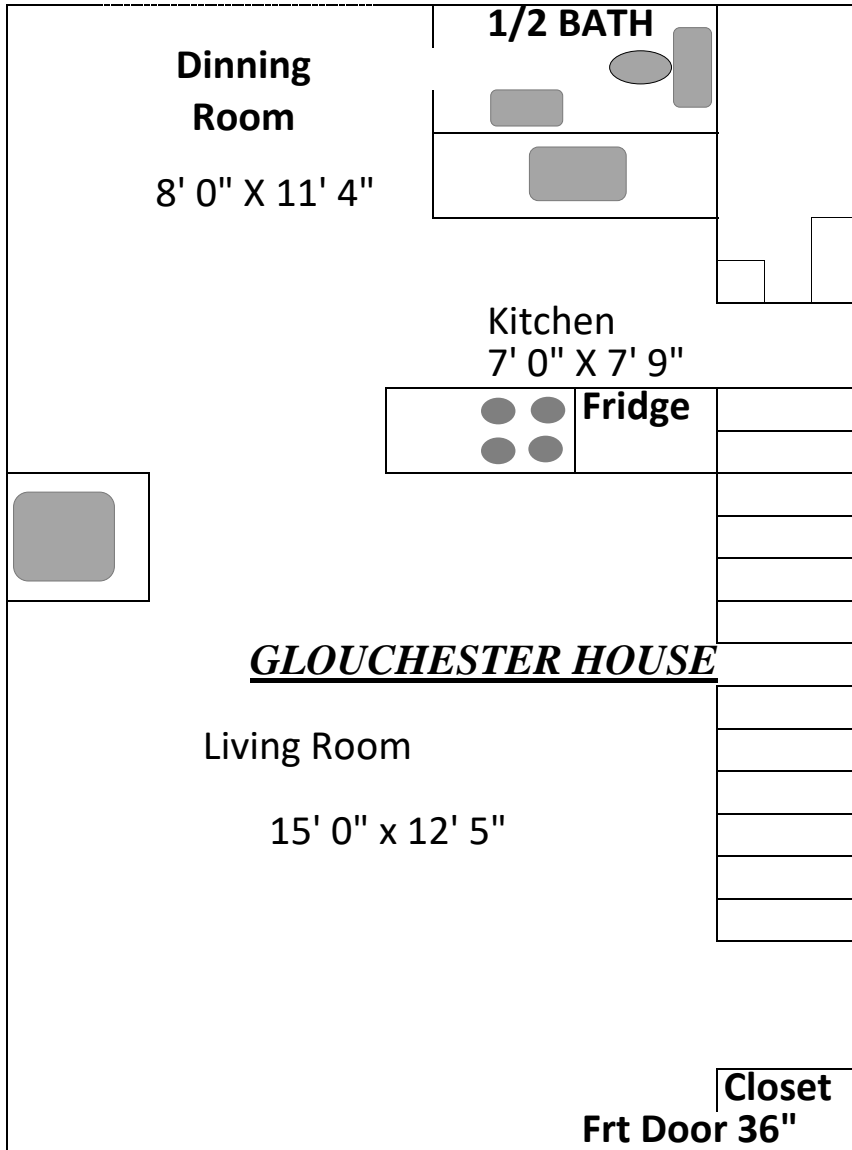 1/2 BATH
Dinning
Room
8' 0" X 11' 4"
Kitchen
7' 0" X 7' 9"
Fridge
GLOUCHESTER HOUSE
Living Room
15' 0" x 12' 5"
Closet
Frt Door 36"